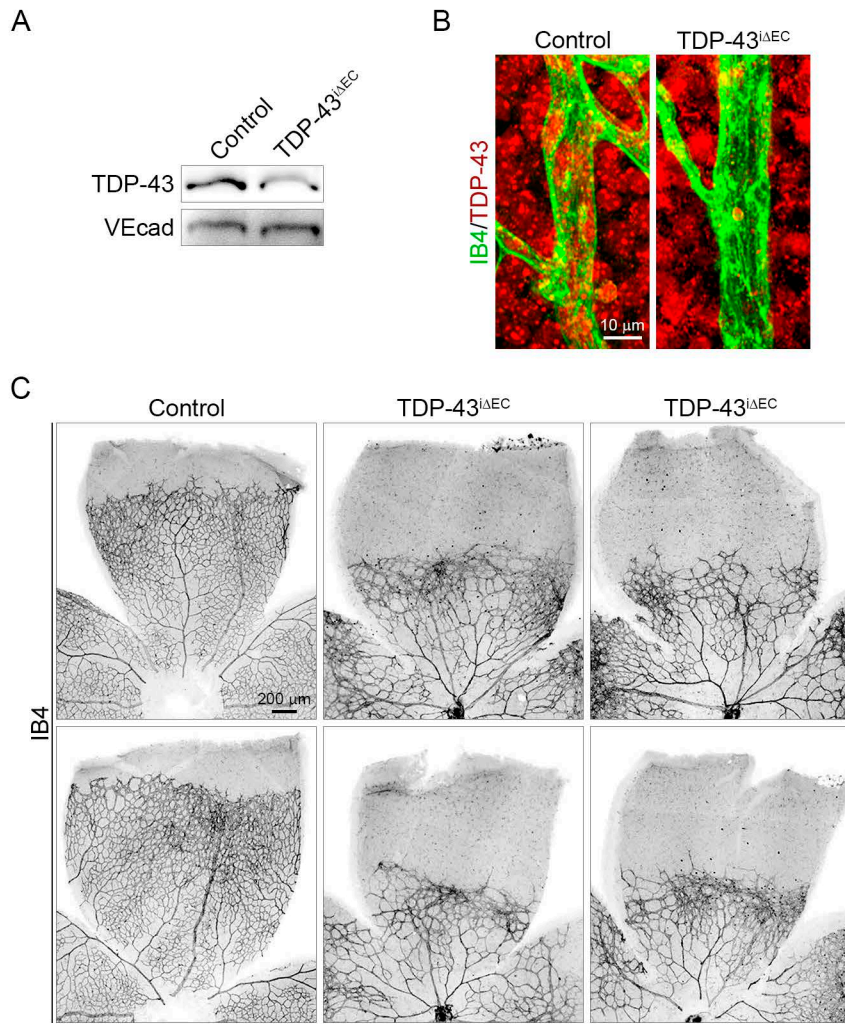 A
Control
TDP-43iΔEC
TDP-43
VEcad
B
Control
TDP-43iΔEC
IB4/TDP-43
10 μm
C
Control
TDP-43iΔEC
TDP-43iΔEC
IB4
200 μm